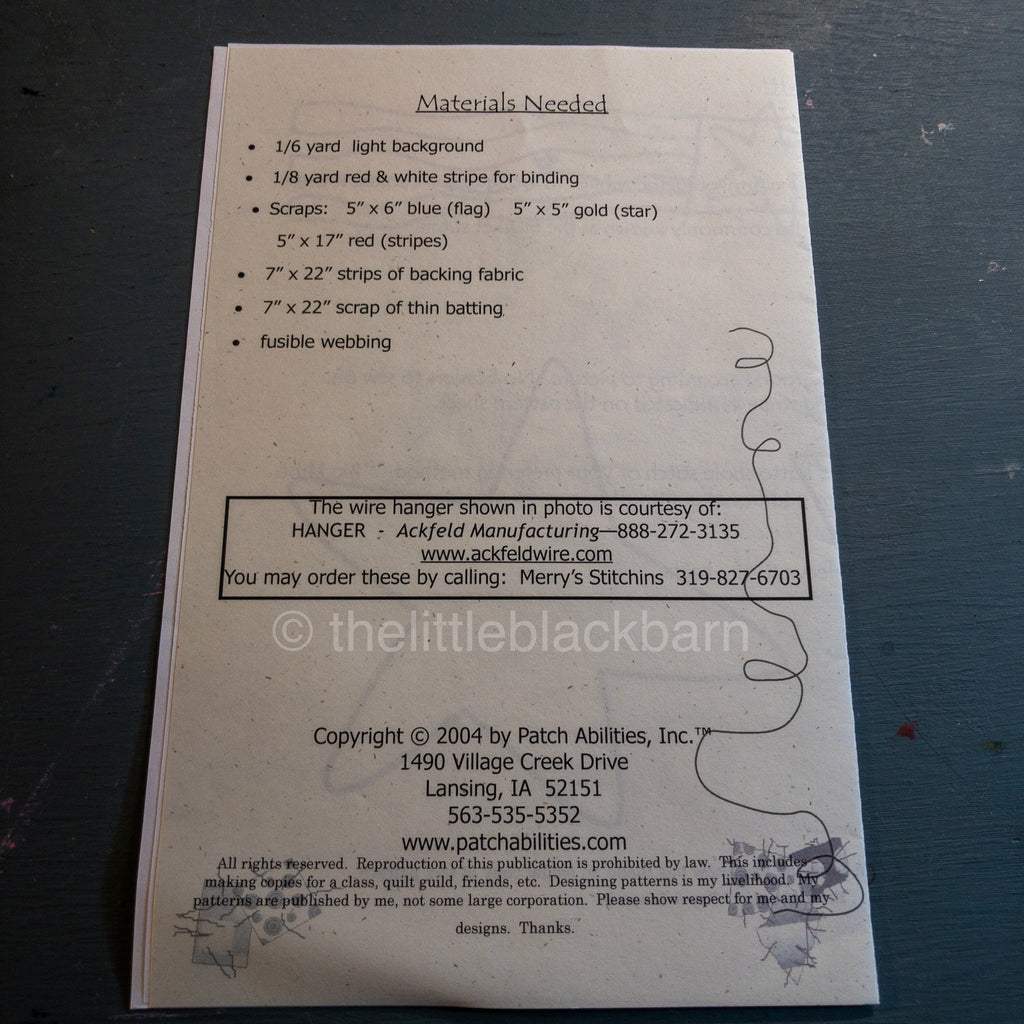 Materials Needed
• 1/6 yard light background
• 1/8 yard red & white stripe for binding
• Scraps: 5" x 6" blue (flag) 5" x 5" gold (star)
5" x 17" red (stripes)
• 7" x 22" strips of backing fabric
• 7" x 22" scrap of thin batting
• fusible webbing
The wire hanger shown in photo is courtesy of:
HANGER - Ackfeld Manufacturing—888-272-3135
www.ackfeldwire.com
You may order these by calling: Merry's Stitchins 319-827-6703
© thelittleblackbarn
Copyright © 2004 by Patch Abilities, Inc.™
1490 Village Creek Drive
Lansing, IA 52151
563-535-5352
www.patchabilities.com
All rights reserved. Reproduction of this publication is prohibited by law. This includes
making copies for a class, quilt guild, friends, etc. Designing patterns is my livelihood. My
patterns are published by me, not some large corporation. Please show respect for me and my
designs. Thanks.